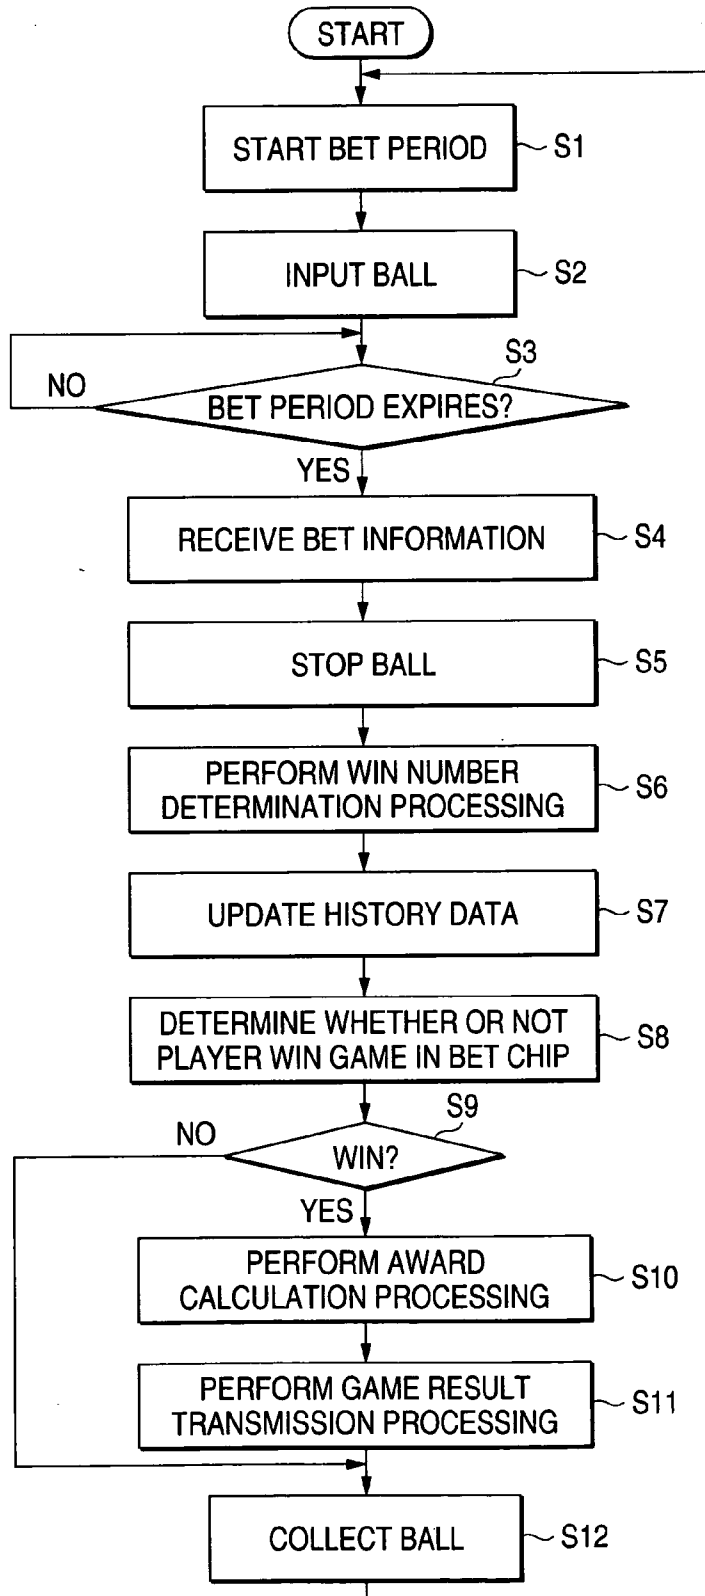 START
START BET PERIOD
S1
INPUT BALL
S2
S3
NO
BET PERIOD EXPIRES?
YES
RECEIVE BET INFORMATION
S4
STOP BALL
S5
PERFORM WIN NUMBER
DETERMINATION PROCESSING
S6
UPDATE HISTORY DATA
S7
DETERMINE WHETHER OR NOT
PLAYER WIN GAME IN BET CHIP
S8
S9
NO
WIN?
YES
PERFORM AWARD
CALCULATION PROCESSING
S10
PERFORM GAME RESULT
TRANSMISSION PROCESSING
S11
COLLECT BALL
S12